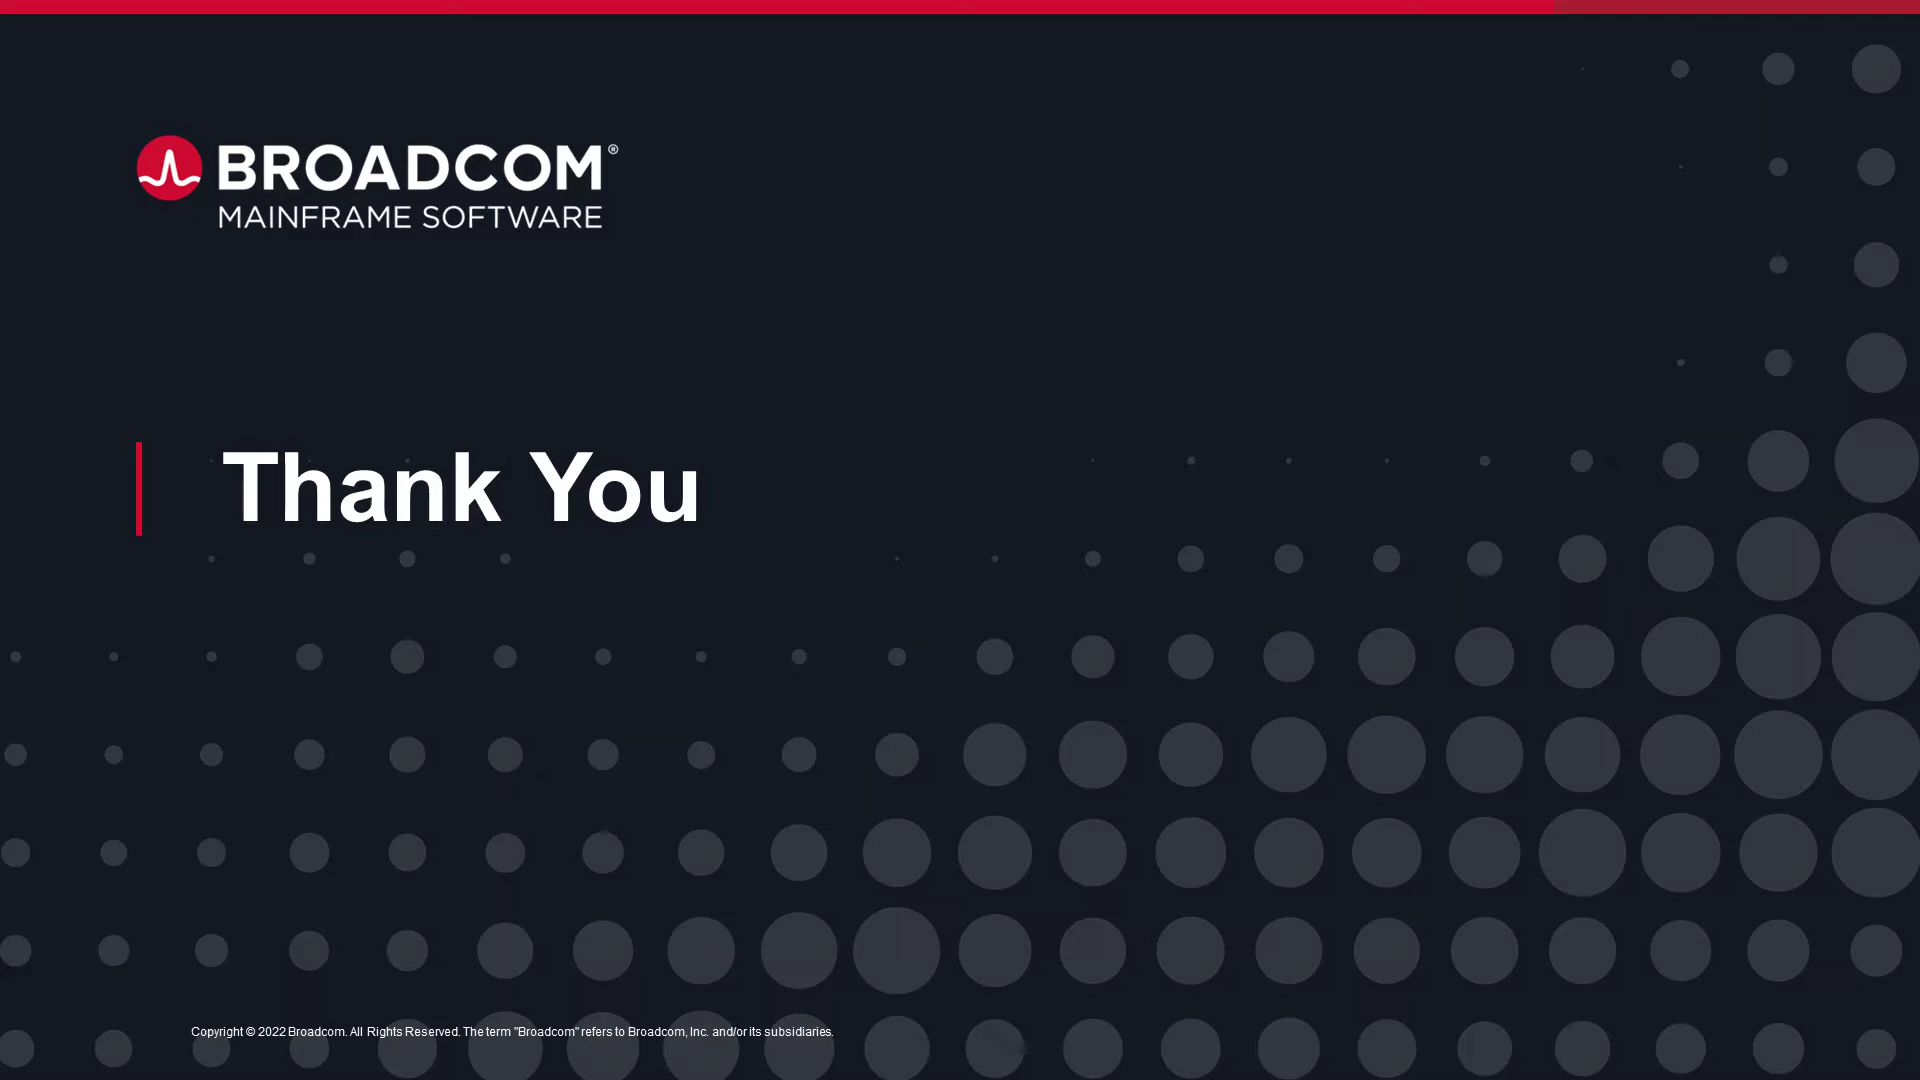 BROADCOM®
MAINFRAME SOFTWARE
Thank You
Copyright © 2022 Broadcom. All Rights Reserved. The term "Broadcom" refers to Broadcom, Inc. and/or its subsidiaries.